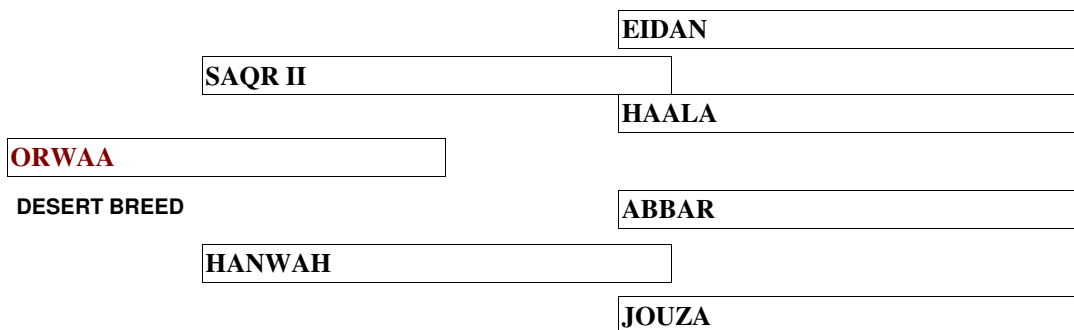 EIDAN
SAQR II
HAALA
ORWAA
DESERT BREED
ABBAR
HANWAH
JOUZA